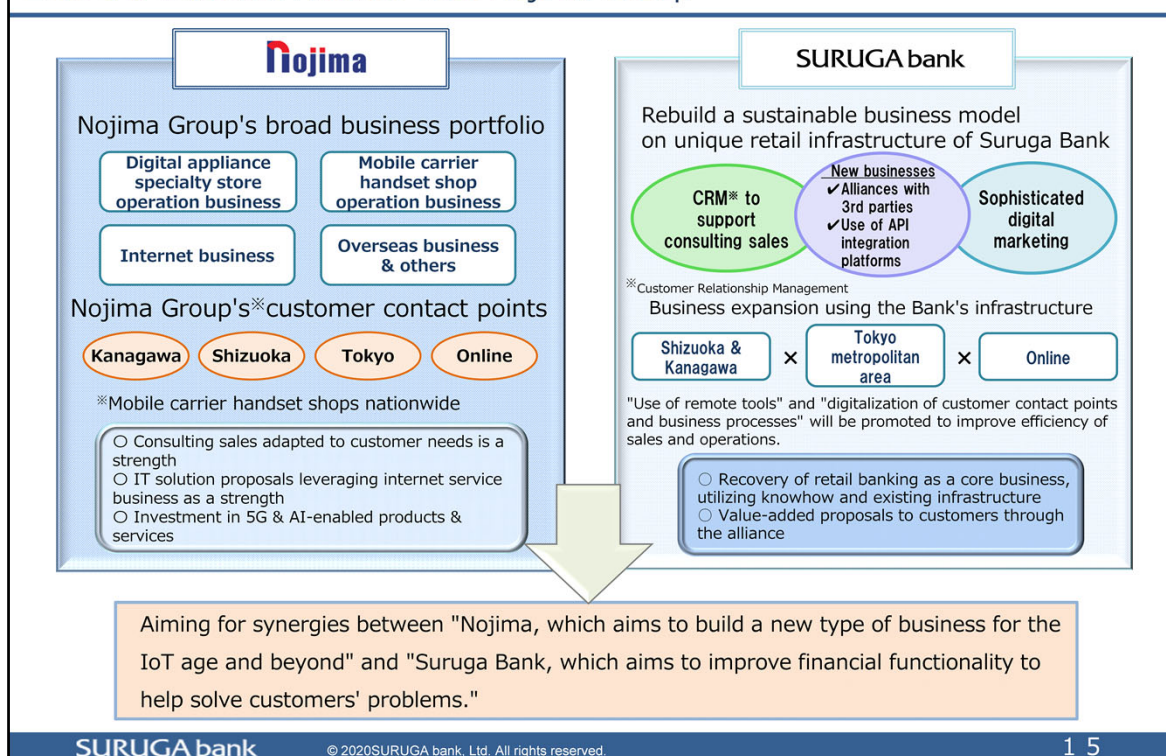 nojima
Nojima Group's broad business portfolio
Digital appliance
specialty store
operation business
Mobile carrier
handset shop
operation business
Internet business
Overseas business
& others
Nojima Group's※customer contact points
Kanagawa
Shizuoka
Tokyo
Online
※Mobile carrier handset shops nationwide
○ Consulting sales adapted to customer needs is a
strength
○ IT solution proposals leveraging internet service
business as a strength
○ Investment in 5G & AI-enabled products &
services
SURUGA bank
Rebuild a sustainable business model
on unique retail infrastructure of Suruga Bank
CRM※ to
support
consulting sales
New businesses
✔Alliances with
3rd parties
✔Use of API
integration
platforms
Sophisticated
digital
marketing
※Customer Relationship Management
Business expansion using the Bank's infrastructure
Shizuoka &
Kanagawa
×
Tokyo
metropolitan
area
×
Online
"Use of remote tools" and "digitalization of customer contact points
and business processes" will be promoted to improve efficiency of
sales and operations.
○ Recovery of retail banking as a core business,
utilizing knowhow and existing infrastructure
○ Value-added proposals to customers through
the alliance
Aiming for synergies between "Nojima, which aims to build a new type of business for the
IoT age and beyond" and "Suruga Bank, which aims to improve financial functionality to
help solve customers' problems."
SURUGA bank
© 2020SURUGA bank, Ltd. All rights reserved.
15